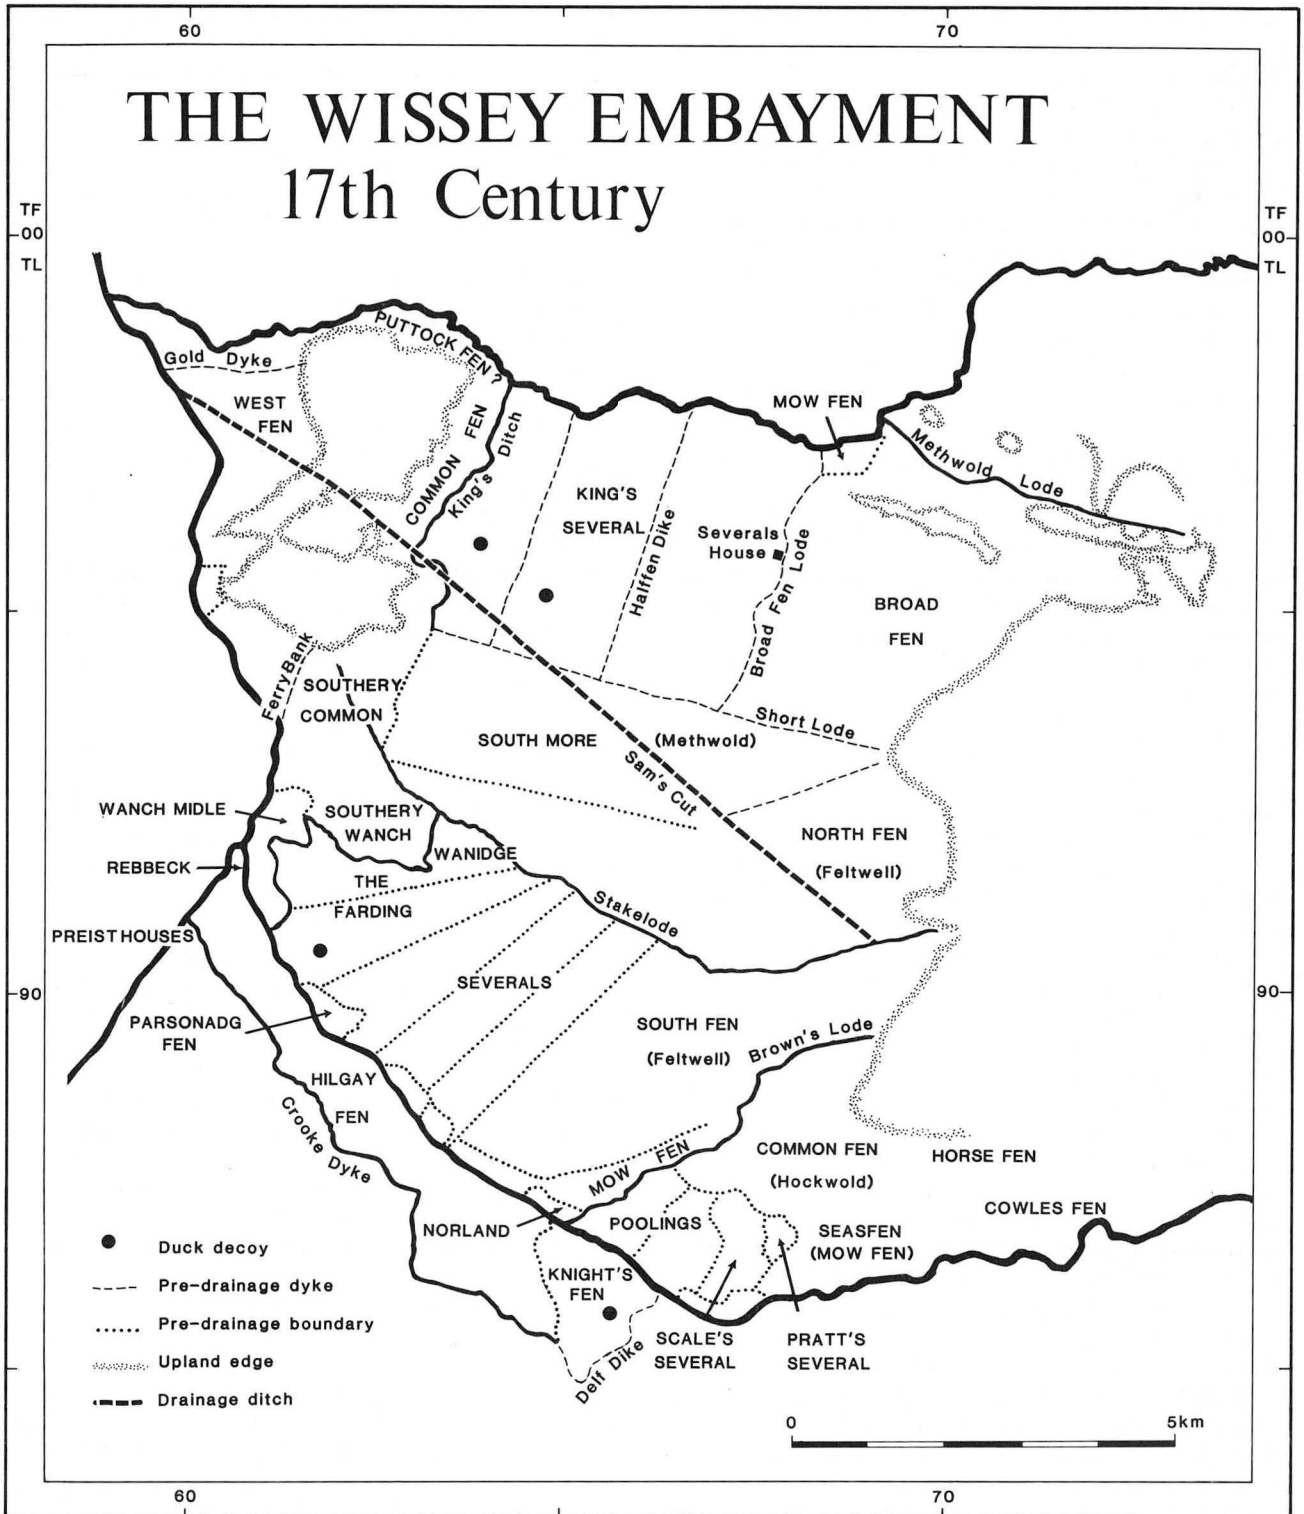 60
70
THE WISSEY EMBAYMENT
17th Century
TF
00
TL
TF
00
TL
PUTTOCK FEN?
Gold Dyke
WEST
FEN
COMMON FEN
King's Ditch
MOW FEN
Methwold Lode
KING'S
SEVERAL
Halffen Dike
Severals
House
Broad Fen Lode
BROAD
FEN
Ferry Bank
SOUTHERY
COMMON
SOUTH MORE
(Methwold)
Short Lode
Sam's Cut
WANCH MIDLE
SOUTHERY
WANCH
WANIDGE
NORTH FEN
(Feltwell)
REBBECK
THE
FARDING
Stakelode
PREISTHOUSES
90
90
SEVERALS
PARSONADG
FEN
SOUTH FEN
(Feltwell)
Brown's Lode
HILGAY
FEN
Crooke Dyke
MOW FEN
COMMON FEN
(Hockwold)
HORSE FEN
COWLES FEN
NORLAND
POOLINGS
SEASFEN
(MOW FEN)
KNIGHT'S
FEN
Delf Dike
SCALE'S
SEVERAL
PRATT'S
SEVERAL
Duck decoy
Pre-drainage dyke
Pre-drainage boundary
Upland edge
Drainage ditch
0
5km
60
70